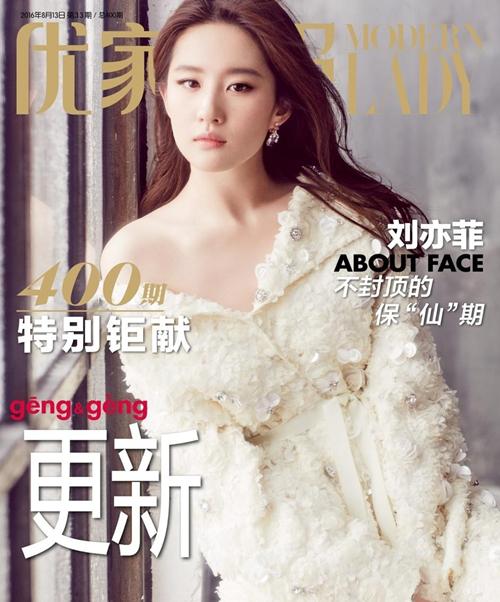 2016年8月13日 第33期 / 总400期
优家
MODERN
LADY
刘亦菲
ABOUT FACE
不封顶的
保“仙”期
400期
特别钜献
gēng&gèng
更新